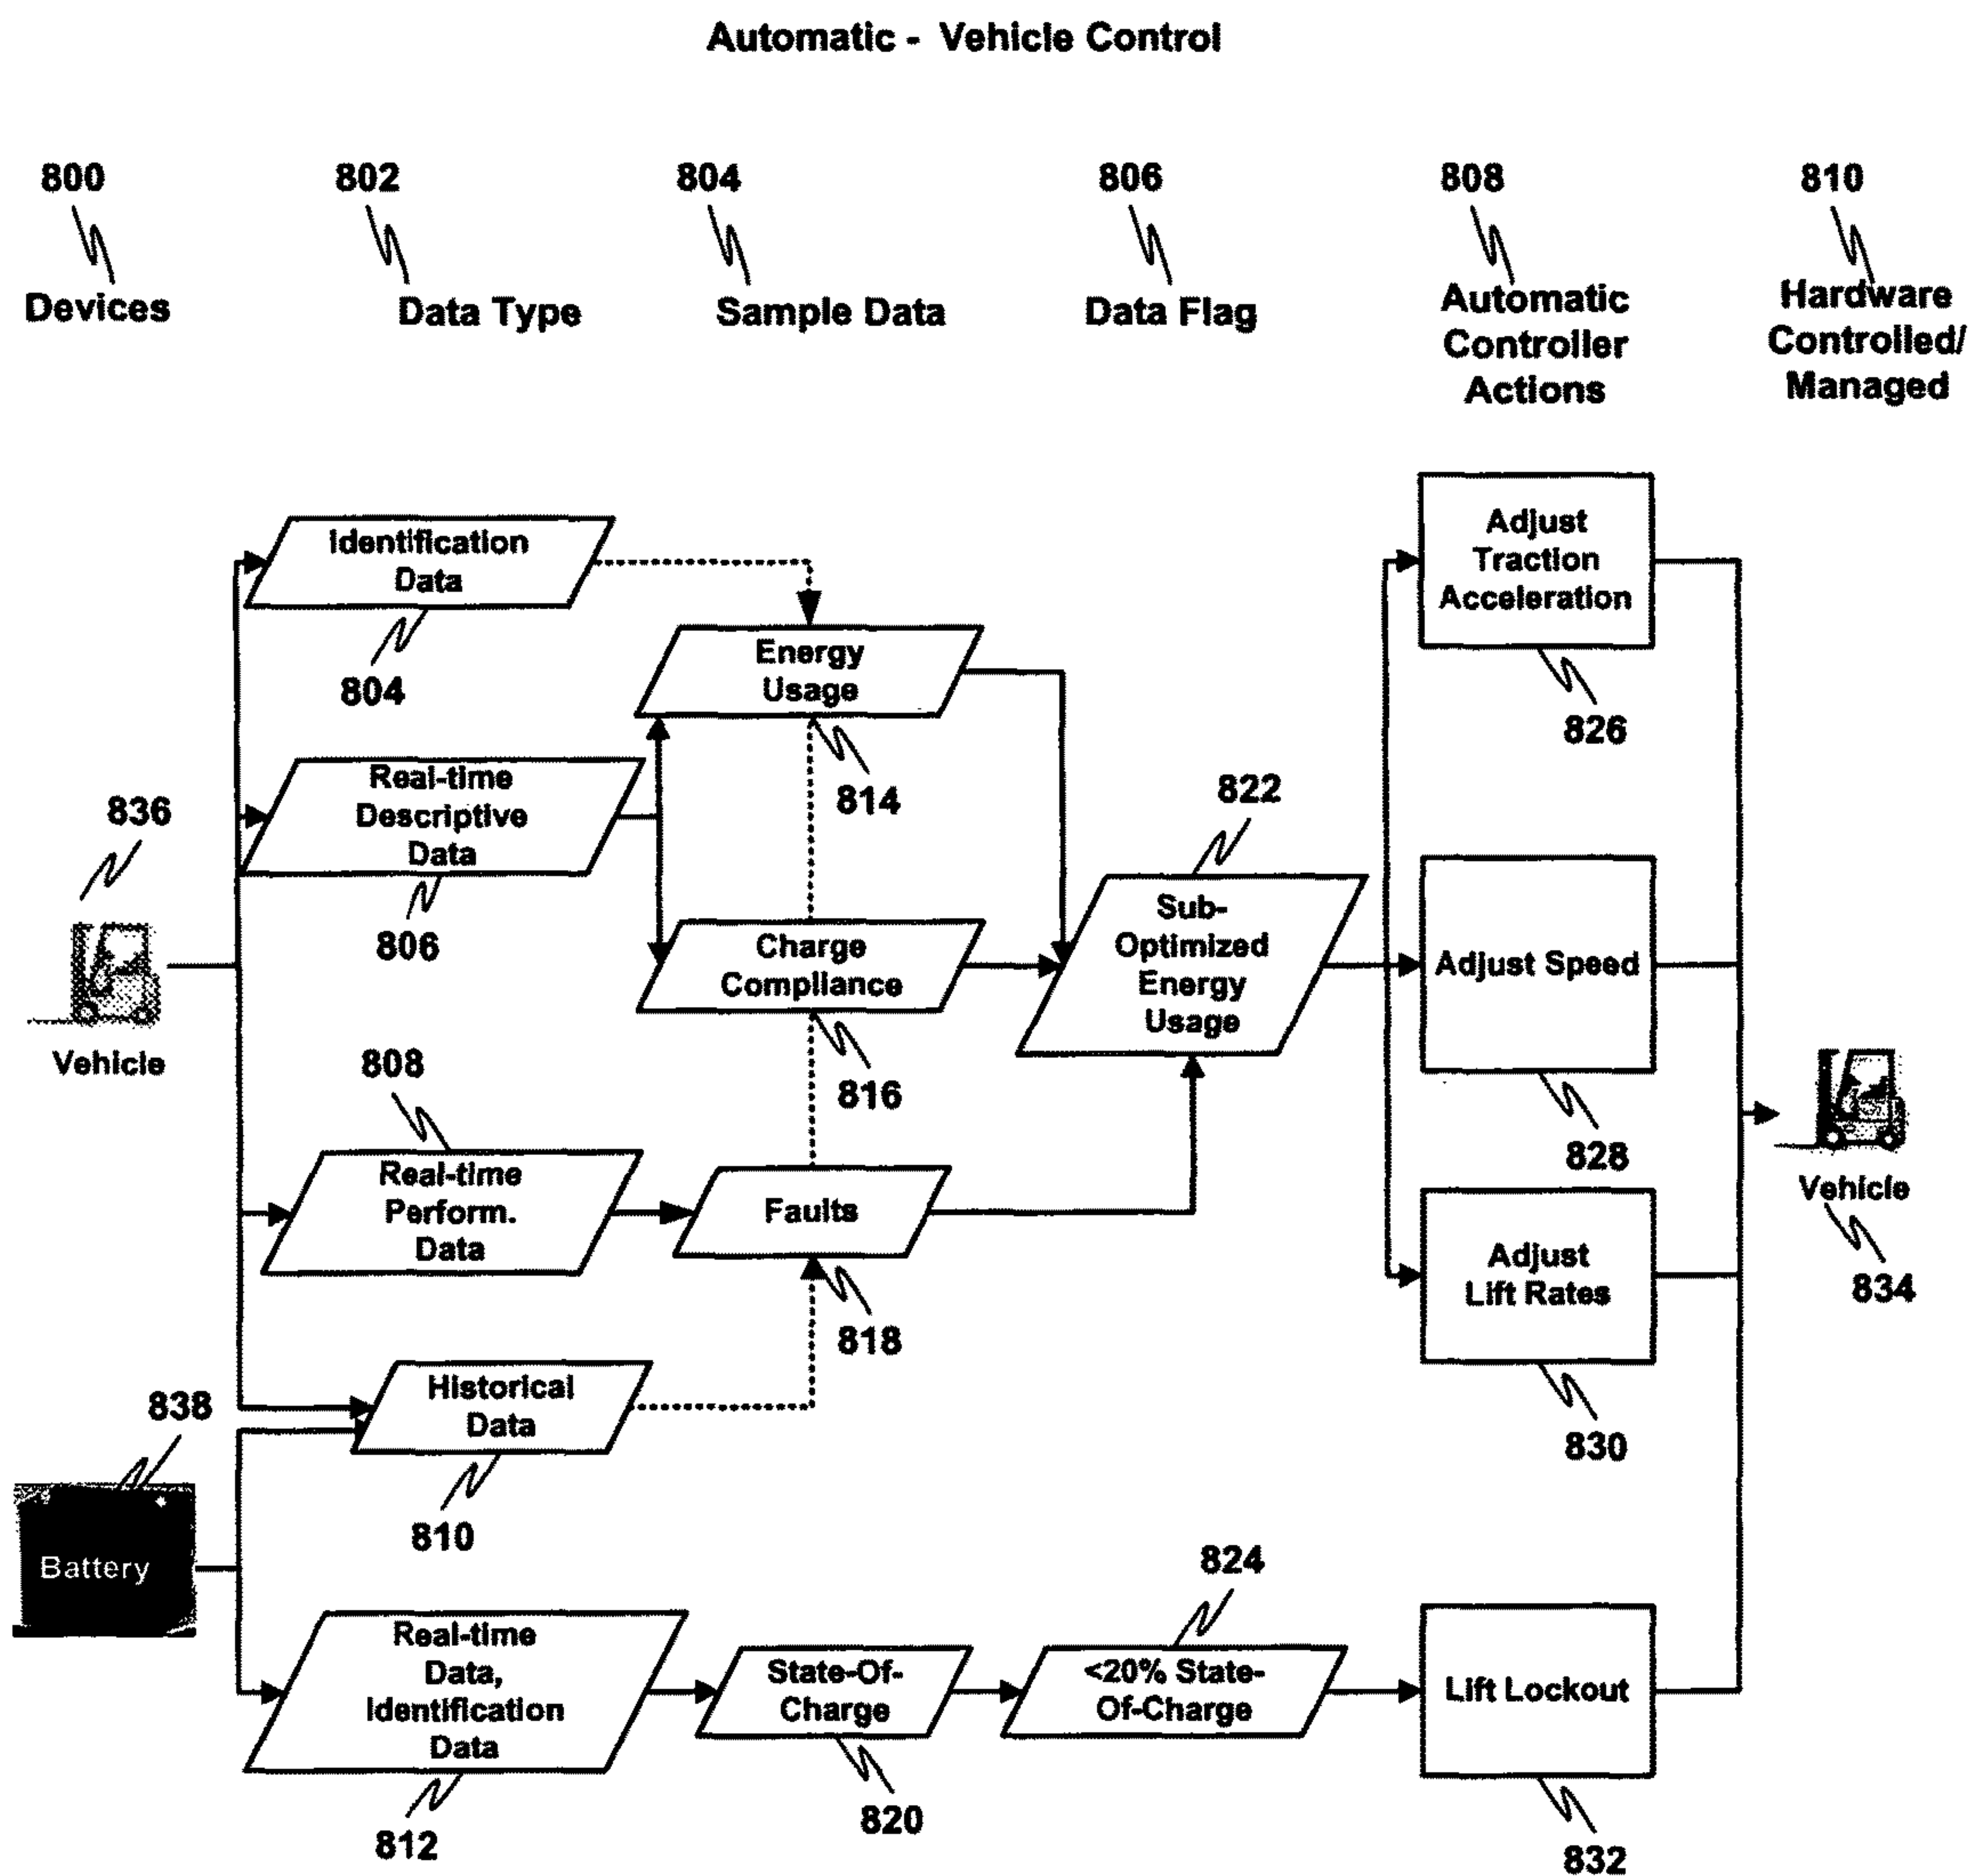 Automatic - Vehicle Control
800
802
804
806
808
810
Devices
Data Type
Sample Data
Data Flag
Automatic
Controller
Actions
Hardware
Controlled/
Managed
Identification
Data
804
Energy
Usage
814
Adjust
Traction
Acceleration
826
Real-time
Descriptive
Data
806
836
Vehicle
822
Sub-
Optimized
Energy
Usage
Charge
Compliance
816
Adjust Speed
828
808
Real-time
Perform.
Data
Faults
818
Adjust
Lift Rates
830
Vehicle
834
Historical
Data
810
838
Battery
Real-time
Data,
Identification
Data
812
State-Of-
Charge
820
824
<20% State-
Of-Charge
Lift Lockout
832